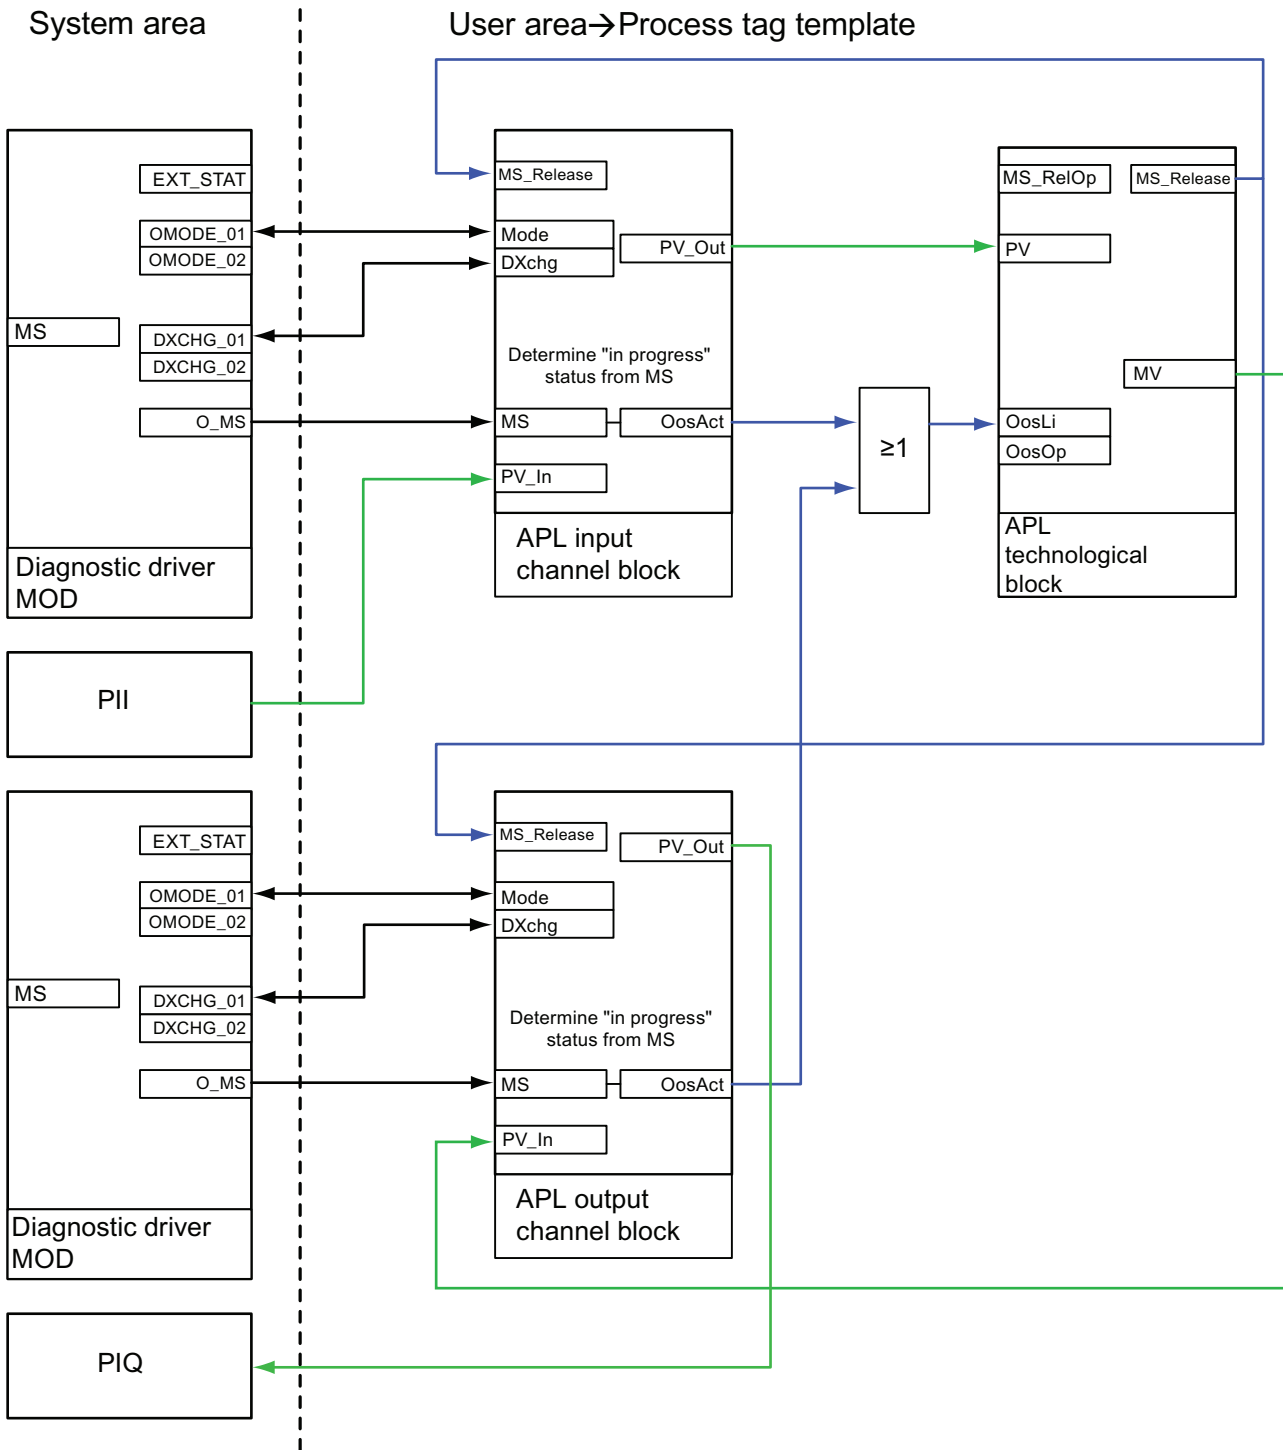 System area
User area→Process tag template
EXT_STAT
OMODE_01
OMODE_02
MS
DXCHG_01
DXCHG_02
O_MS
Diagnostic driver
MOD
MS_Release
Mode
DXchg
PV_Out
Determine "in progress"
status from MS
MS
OosAct
PV_In
APL input
channel block
≥1
MS_RelOp
MS_Release
PV
MV
OosLi
OosOp
APL
technological
block
PII
EXT_STAT
OMODE_01
OMODE_02
MS
DXCHG_01
DXCHG_02
O_MS
Diagnostic driver
MOD
MS_Release
PV_Out
Mode
DXchg
Determine "in progress"
status from MS
MS
OosAct
PV_In
APL output
channel block
PIQ